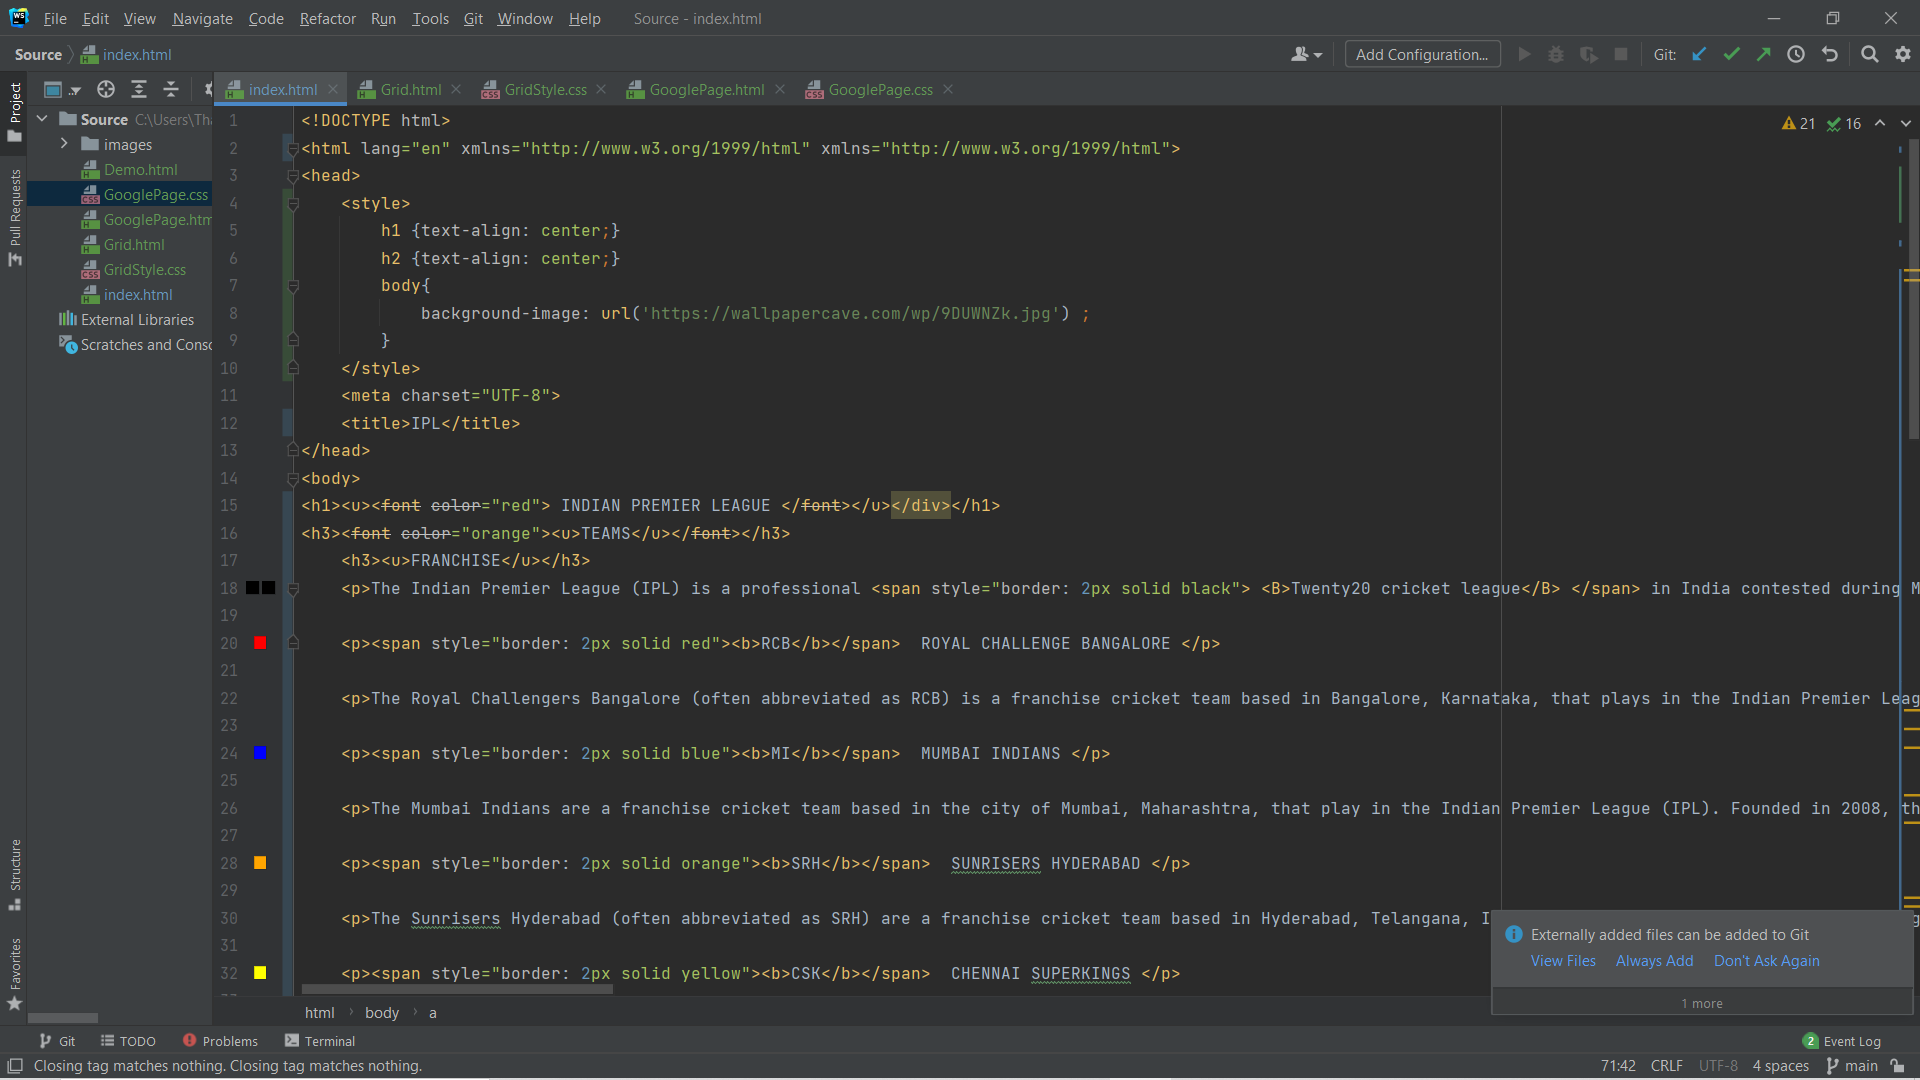 File Edit View Navigate Code Refactor Run Tools Git Window Help Source - index.html
Source index.html Add Configuration... Git:
index.html Grid.html GridStyle.css GooglePage.html GooglePage.css
Project
Pull Requests
Structure
Favorites
Source C:\Users\Tha
images
Demo.html
GooglePage.css
GooglePage.htm
Grid.html
GridStyle.css
index.html
External Libraries
Scratches and Consc
21 16
1 <!DOCTYPE html>
2 <html lang="en" xmlns="http://www.w3.org/1999/html" xmlns="http://www.w3.org/1999/html">
3 <head>
4 <style>
5 h1 {text-align: center;}
6 h2 {text-align: center;}
7 body{
8 background-image: url('https://wallpapercave.com/wp/9DUWNZk.jpg') ;
9 }
10 </style>
11 <meta charset="UTF-8">
12 <title>IPL</title>
13 </head>
14 <body>
15 <h1><u><font color="red"> INDIAN PREMIER LEAGUE </font></u></div></h1>
16 <h3><font color="orange"><u>TEAMS</u></font></h3>
17 <h3><u>FRANCHISE</u></h3>
18 <p>The Indian Premier League (IPL) is a professional <span style="border: 2px solid black"> <B>Twenty20 cricket league</B> </span> in India contested during M
19
20 <p><span style="border: 2px solid red"><b>RCB</b></span> ROYAL CHALLENGE BANGALORE </p>
21
22 <p>The Royal Challengers Bangalore (often abbreviated as RCB) is a franchise cricket team based in Bangalore, Karnataka, that plays in the Indian Premier Leag
23
24 <p><span style="border: 2px solid blue"><b>MI</b></span> MUMBAI INDIANS </p>
25
26 <p>The Mumbai Indians are a franchise cricket team based in the city of Mumbai, Maharashtra, that play in the Indian Premier League (IPL). Founded in 2008, th
27
28 <p><span style="border: 2px solid orange"><b>SRH</b></span> SUNRISERS HYDERABAD </p>
29
30 <p>The Sunrisers Hyderabad (often abbreviated as SRH) are a franchise cricket team based in Hyderabad, Telangana, I
31
32 <p><span style="border: 2px solid yellow"><b>CSK</b></span> CHENNAI SUPERKINGS </p>
Externally added files can be added to Git
View Files Always Add Don't Ask Again
1 more
html body a
Git TODO Problems Terminal 2 Event Log
Closing tag matches nothing. Closing tag matches nothing. 71:42 CRLF UTF-8 4 spaces main